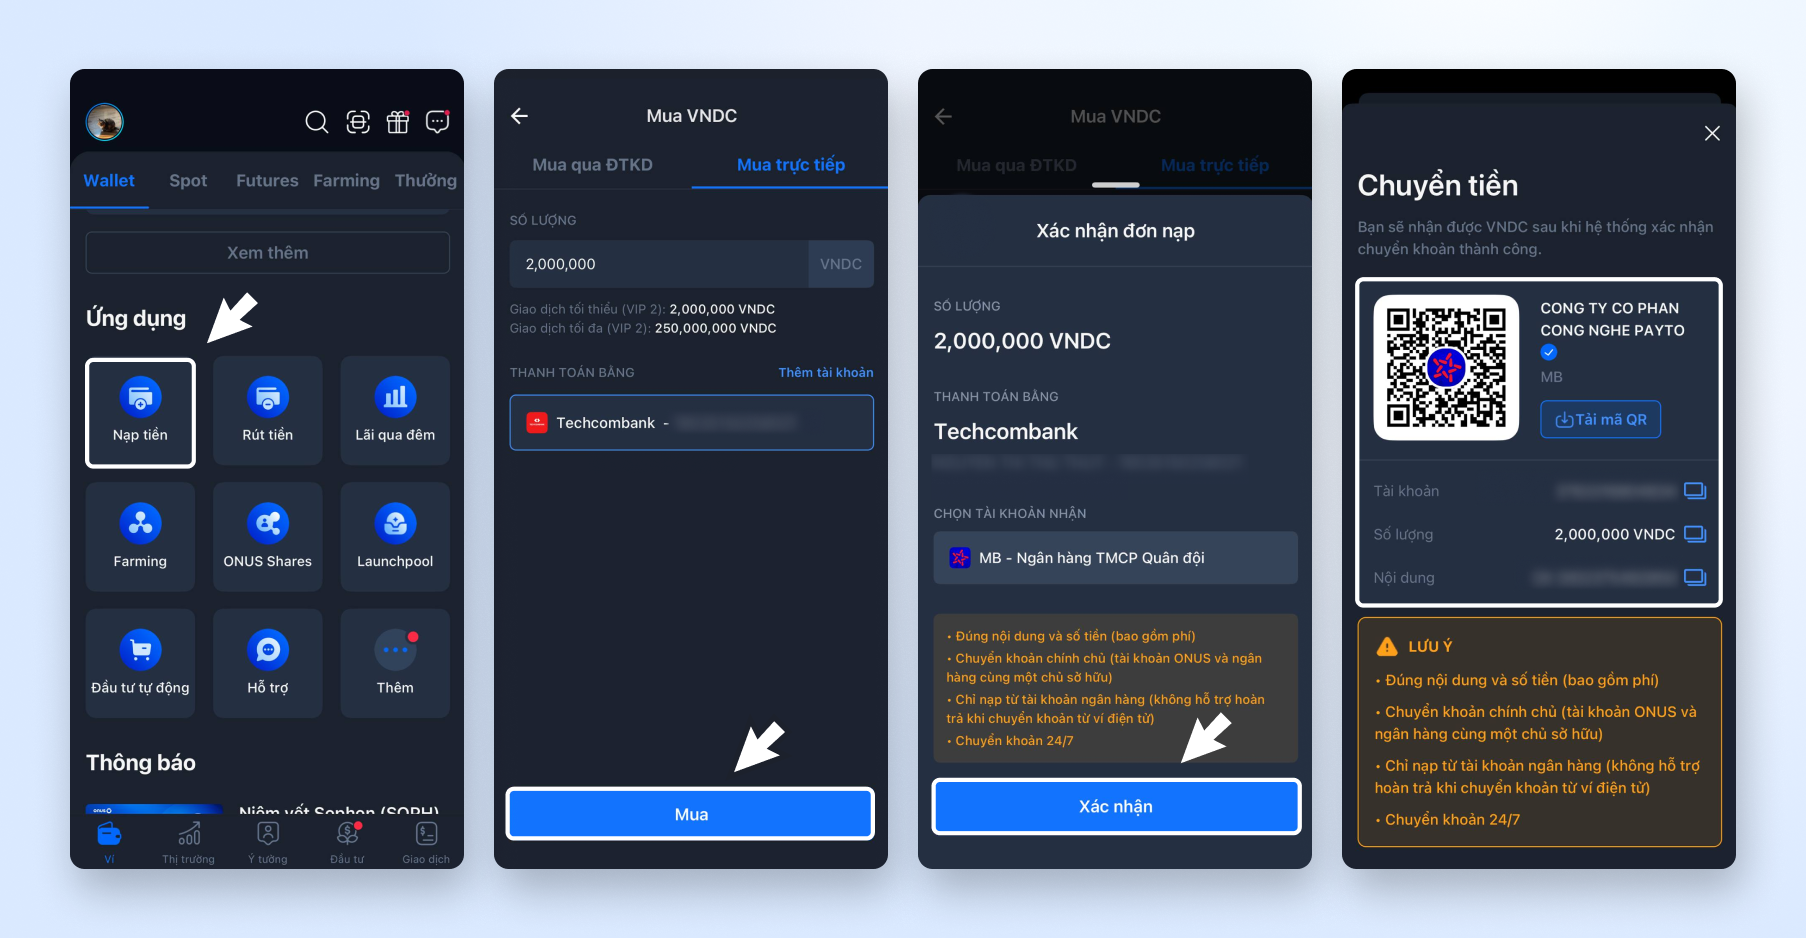 Wallet
Spot
Futures
Farming
Thưởng
Xem thêm
Ứng dụng
Nạp tiền
Rút tiền
Lãi qua đêm
Farming
ONUS Shares
Launchpool
Đầu tư tự động
Hỗ trợ
Thêm
Thông báo
onus
Niêm yết Sophon (SOPH)
Ví
Thị trường
Ý tưởng
Đầu tư
Giao dịch
Mua VNDC
Mua qua ĐTKD
Mua trực tiếp
SỐ LƯỢNG
2,000,000
VNDC
Giao dịch tối thiểu (VIP 2): 2,000,000 VNDC
Giao dịch tối đa (VIP 2): 250,000,000 VNDC
THANH TOÁN BẰNG
Thêm tài khoản
Techcombank -
Mua
Mua VNDC
Mua qua ĐTKD
Mua trực tiếp
Xác nhận đơn nạp
SỐ LƯỢNG
2,000,000 VNDC
THANH TOÁN BẰNG
Techcombank
CHỌN TÀI KHOẢN NHẬN
MB - Ngân hàng TMCP Quân đội
• Đúng nội dung và số tiền (bao gồm phí)
• Chuyển khoản chính chủ (tài khoản ONUS và ngân
hàng cùng một chủ sở hữu)
• Chỉ nạp từ tài khoản ngân hàng (không hỗ trợ hoàn
trả khi chuyển khoản từ ví điện tử)
• Chuyển khoản 24/7
Xác nhận
Chuyển tiền
Bạn sẽ nhận được VNDC sau khi hệ thống xác nhận
chuyển khoản thành công.
CONG TY CO PHAN
CONG NGHE PAYTO
MB
Tải mã QR
Tài khoản
Số lượng
2,000,000 VNDC
Nội dung
LƯU Ý
• Đúng nội dung và số tiền (bao gồm phí)
• Chuyển khoản chính chủ (tài khoản ONUS và
ngân hàng cùng một chủ sở hữu)
• Chỉ nạp từ tài khoản ngân hàng (không hỗ trợ
hoàn trả khi chuyển khoản từ ví điện tử)
• Chuyển khoản 24/7